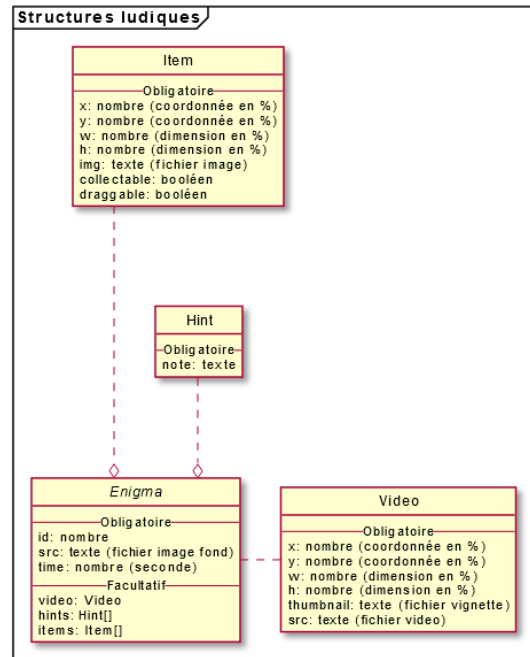 Structures ludiques
Item
Obligatoire
x: nombre (coordonnée en %)
y: nombre (coordonnée en %)
w: nombre (dimension en %)
h: nombre (dimension en %)
img: texte (fichier image)
collectable: booléen
draggable: booléen
Hint
Obligatoire
note: texte
Enigma
Obligatoire
id: nombre
src: texte (fichier image fond)
time: nombre (seconde)
Facultatif
video: Video
hints: Hint[]
items: Item[]
Video
Obligatoire
x: nombre (coordonnée en %)
y: nombre (coordonnée en %)
w: nombre (dimension en %)
h: nombre (dimension en %)
thumbnail: texte (fichier vignette)
src: texte (fichier video)